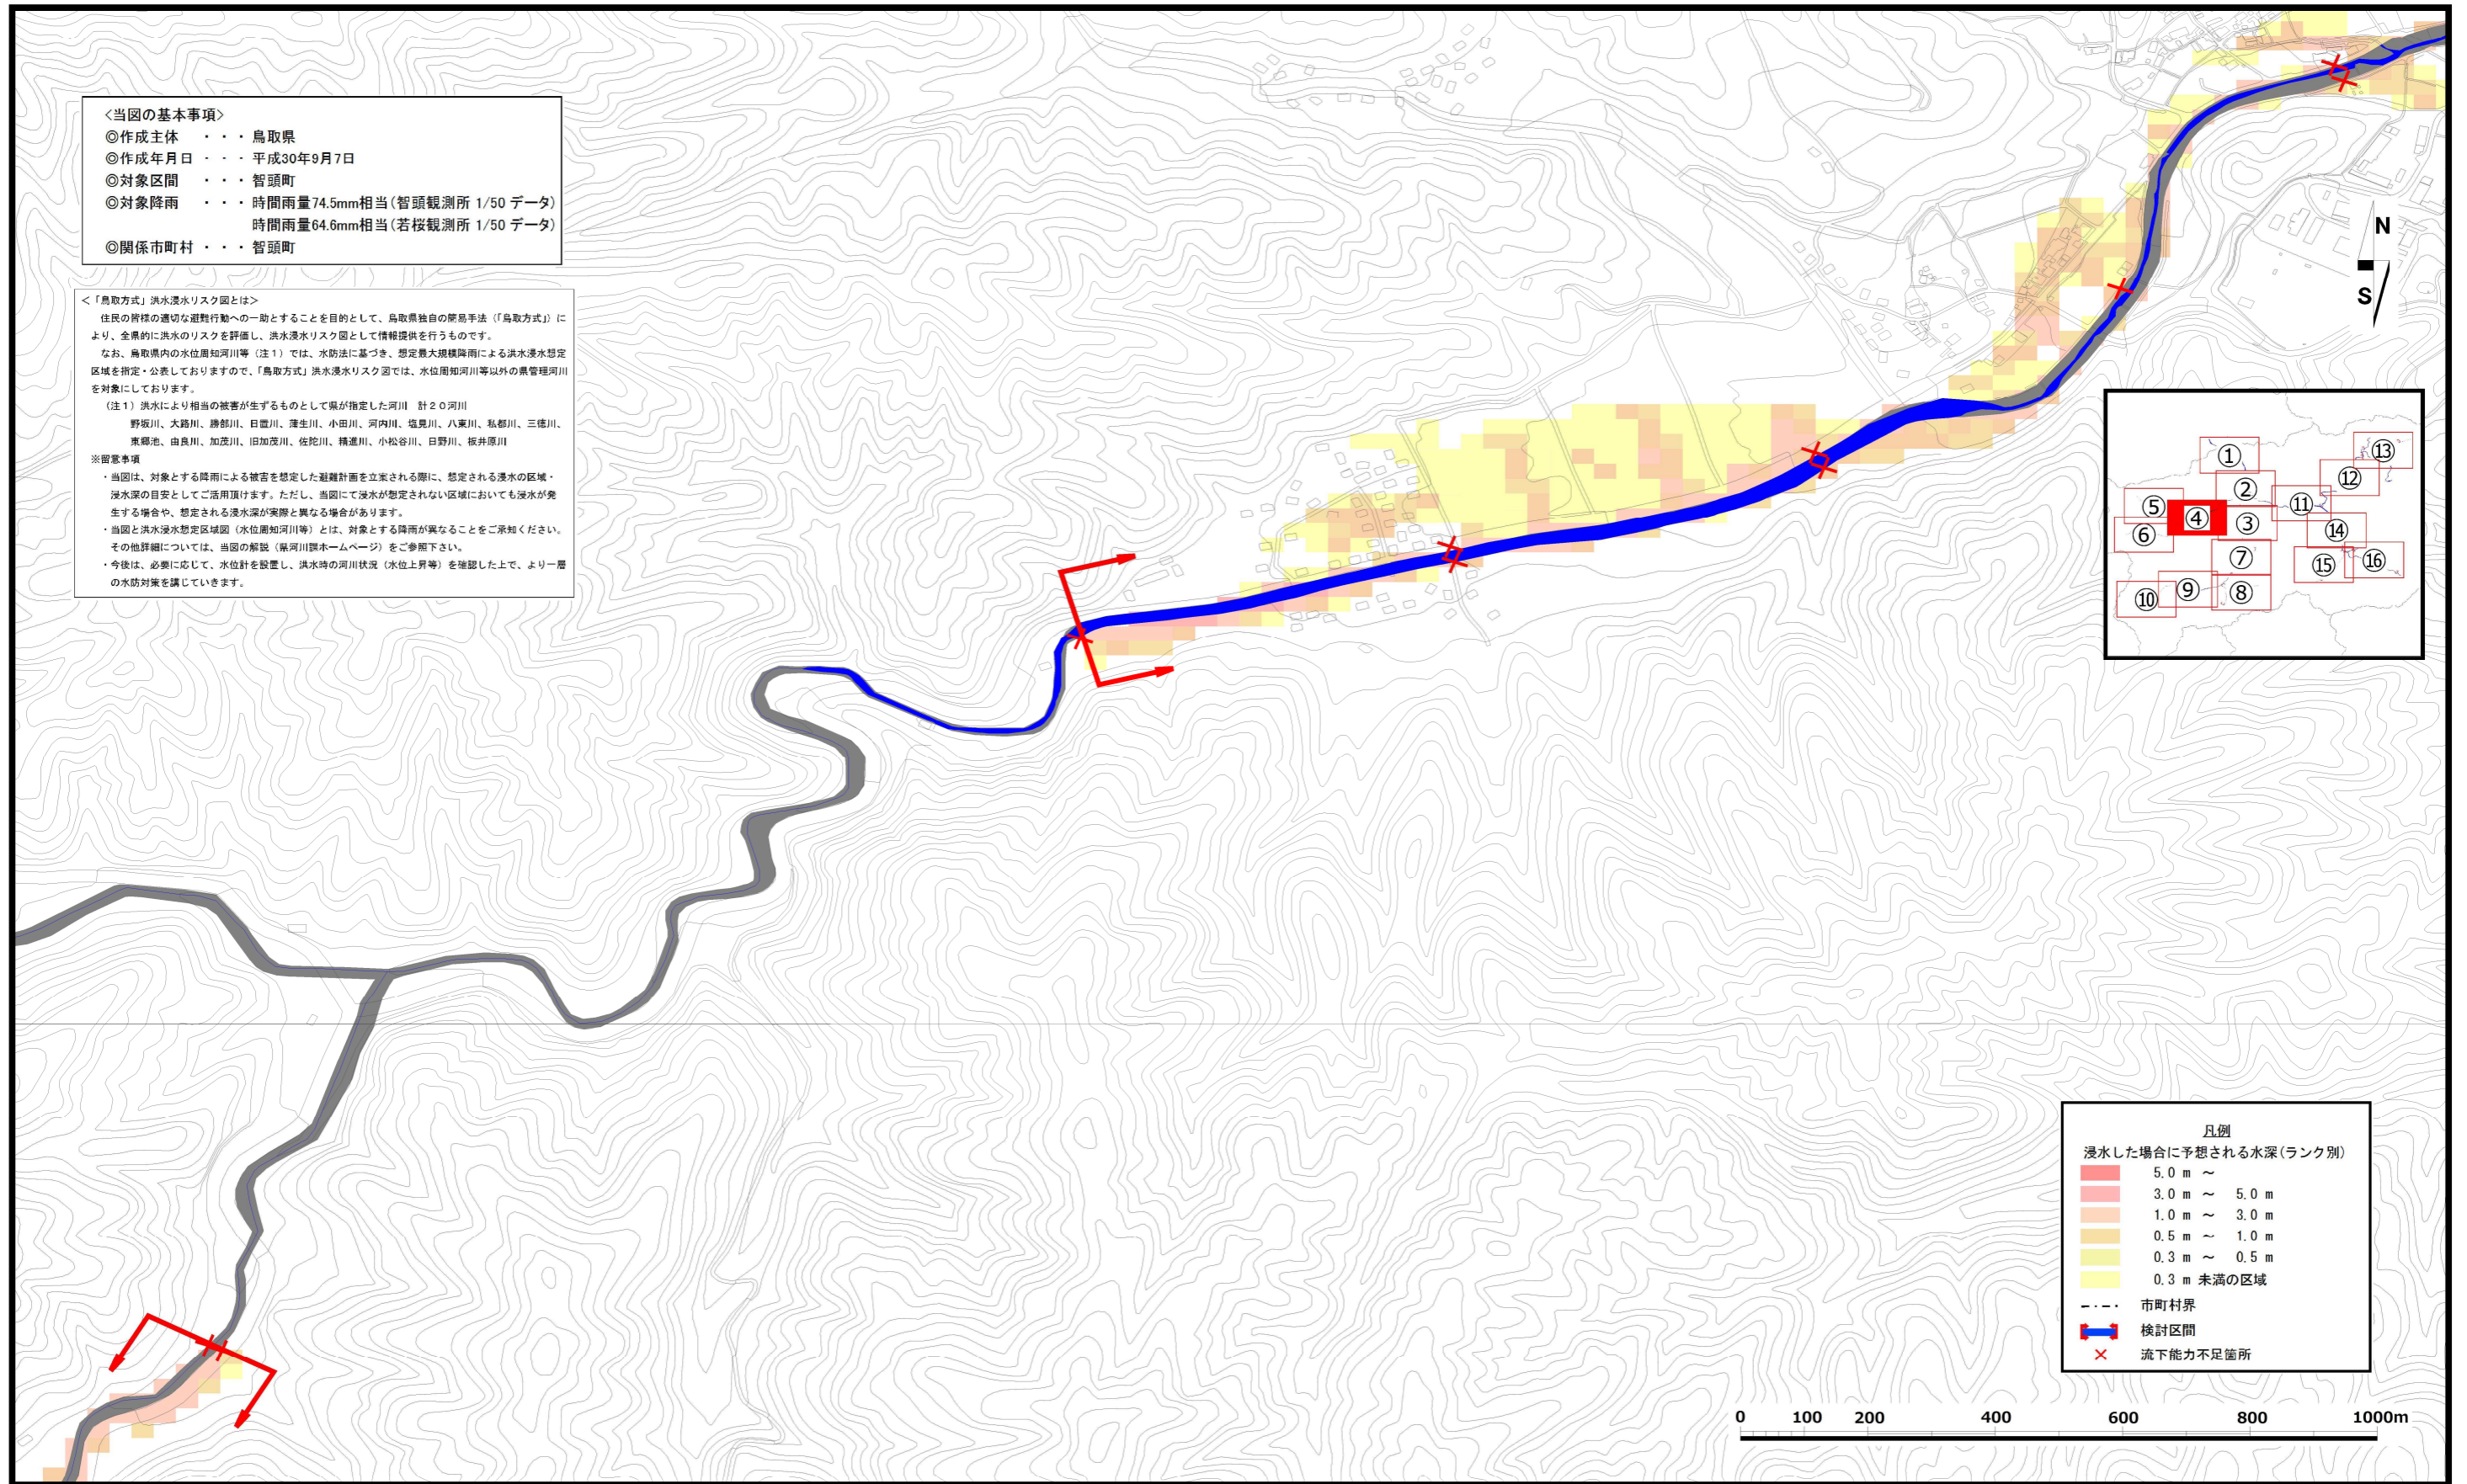 <当図の基本事項>
◎作成主体 ・・・ 鳥取県
◎作成年月日 ・・・ 平成30年9月7日
◎対象区間 ・・・ 智頭町
◎対象降雨 ・・・ 時間雨量74.5mm相当(智頭観測所 1/50 データ)
時間雨量64.6mm相当(若桜観測所 1/50 データ)
◎関係市町村 ・・・ 智頭町
<「鳥取方式」洪水浸水リスク図とは>
住民の皆様の適切な避難行動への一助とすることを目的として、鳥取県独自の簡易手法(「鳥取方式」)に
より、全県的に洪水のリスクを評価し、洪水浸水リスク図として情報提供を行うものです。
なお、鳥取県内の水位周知河川等(注1)では、水防法に基づき、想定最大規模降雨による洪水浸水想定
区域を指定・公表しておりますので、「鳥取方式」洪水浸水リスク図では、水位周知河川等以外の県管理河川
を対象にしております。
(注1)洪水により相当の被害が生ずるものとして県が指定した河川 計20河川
野坂川、大路川、勝部川、日置川、蒲生川、小田川、河内川、塩見川、八東川、私都川、三徳川、
東郷池、由良川、加茂川、旧加茂川、佐陀川、精進川、小松谷川、日野川、板井原川
※留意事項
・当図は、対象とする降雨による被害を想定した避難計画を立案される際に、想定される浸水の区域・
浸水深の目安としてご活用頂けます。ただし、当図にて浸水が想定されない区域においても浸水が発
生する場合や、想定される浸水深が実際と異なる場合があります。
・当図と洪水浸水想定区域図(水位周知河川等)とは、対象とする降雨が異なることをご承知ください。
その他詳細については、当図の解説(県河川課ホームページ)をご参照下さい。
・今後は、必要に応じて、水位計を設置し、洪水時の河川状況(水位上昇等)を確認した上で、より一層
の水防対策を講じていきます。
N
S
①
⑬
⑫
②
⑤
④
⑪
③
⑥
⑭
⑦
⑮
⑯
⑩
⑨
⑧
凡例
浸水した場合に予想される水深(ランク別)
5.0 m ～
3.0 m ～ 5.0 m
1.0 m ～ 3.0 m
0.5 m ～ 1.0 m
0.3 m ～ 0.5 m
0.3 m 未満の区域
市町村界
検討区間
流下能力不足箇所
0 100 200 400 600 800 1000m